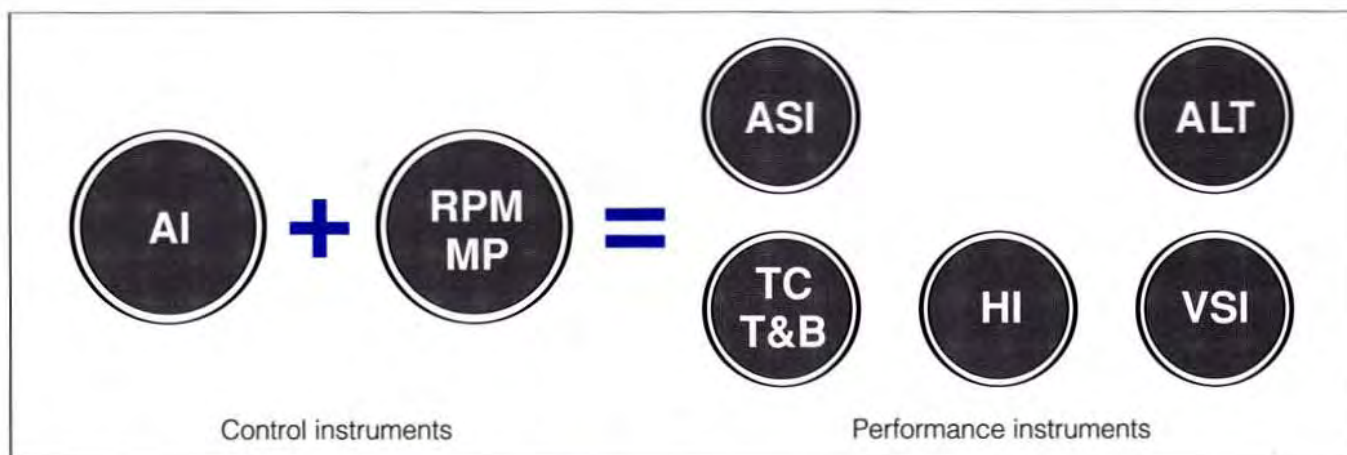 AI
+
RPM
MP
=
ASI
ALT
TC
T&B
HI
VSI
Control instruments
Performance instruments